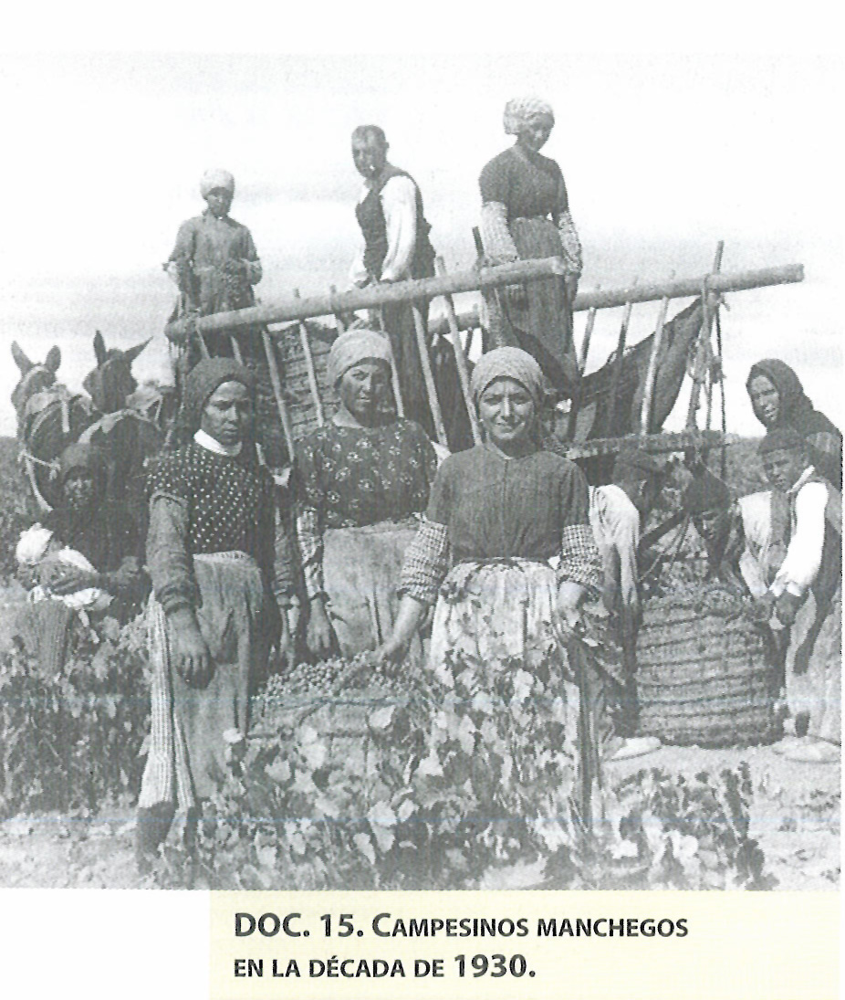 DOC. 15. CAMPESINOS MANCHEGOS
EN LA DÉCADA DE 1930.